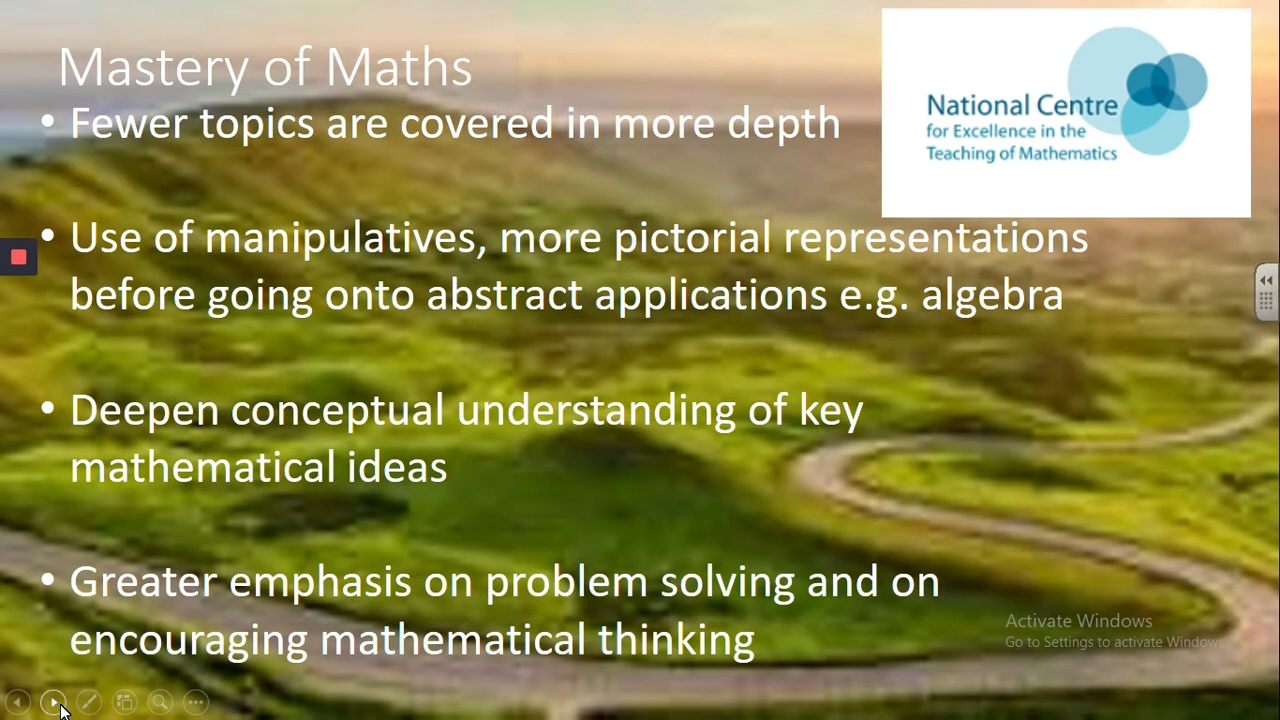 Mastery of Maths
• Fewer topics are covered in more depth
National Centre
for Excellence in the
Teaching of Mathematics
• Use of manipulatives, more pictorial representations
before going onto abstract applications e.g. algebra
• Deepen conceptual understanding of key
mathematical ideas
• Greater emphasis on problem solving and on
encouraging mathematical thinking
Activate Windows
Go to Settings to activate Windows.